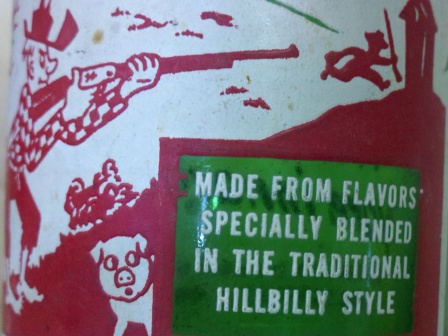 MADE FROM FLAVORS
SPECIALLY BLENDED
IN THE TRADITIONAL
HILLBILLY STYLE